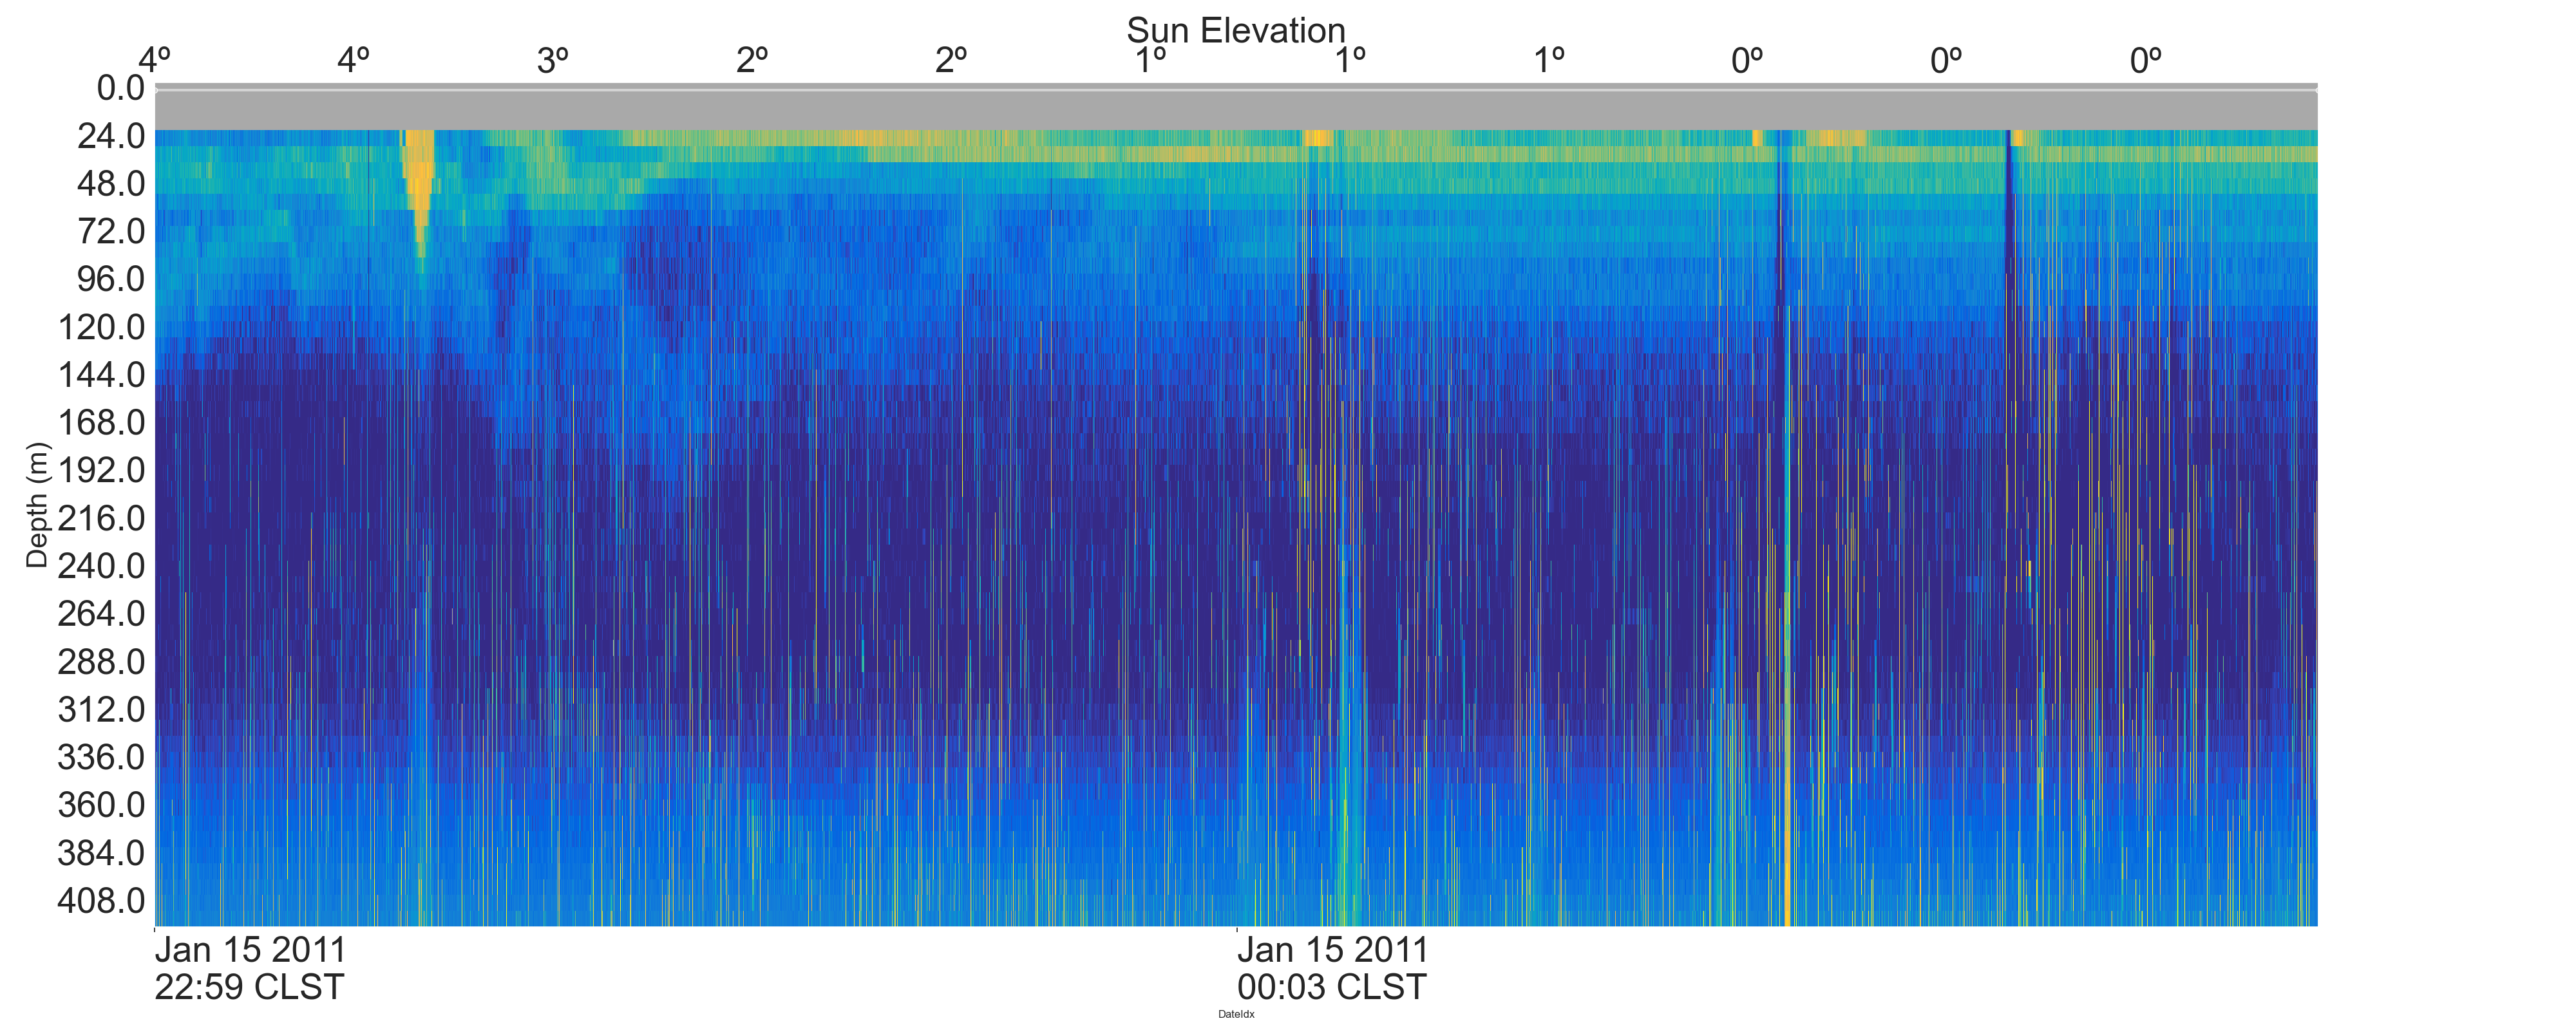 Sun Elevation
4º 4º 3º 2º 2º 1º 1º 1º 0º 0º 0º
0.0
24.0
48.0
72.0
96.0
120.0
144.0
168.0
192.0
216.0
240.0
264.0
288.0
312.0
336.0
360.0
384.0
408.0
Depth (m)
Jan 15 2011
22:59 CLST
Jan 15 2011
00:03 CLST
DateIdx